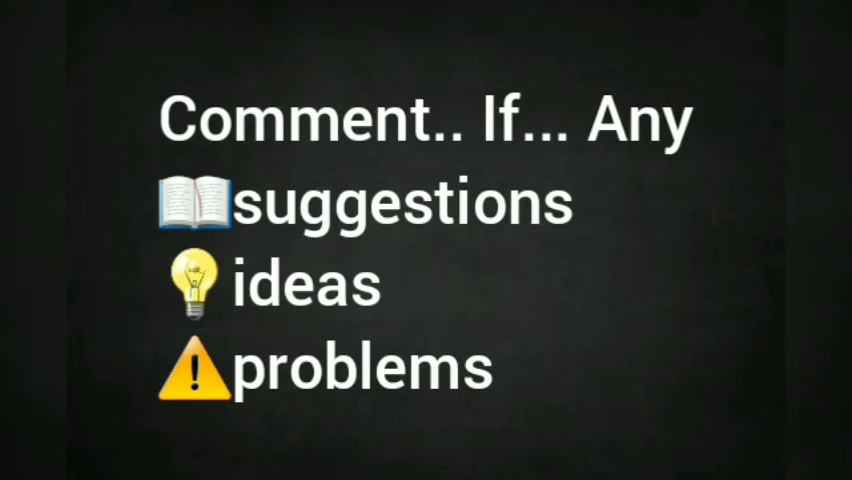 Comment.. If... Any
📖suggestions
💡ideas
⚠️problems